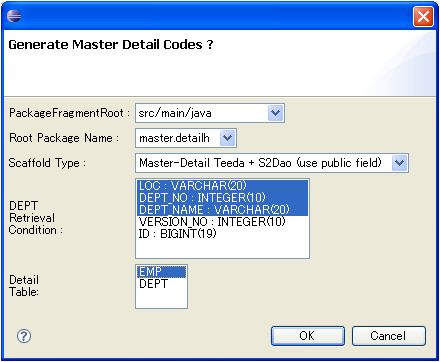 Generate Master Detail Codes ?
PackageFragmentRoot : src/main/java
Root Package Name : master.detailh
Scaffold Type : Master-Detail Teeda + S2Dao (use public field)
DEPT
Retrieval
Condition :
LOC : VARCHAR(20)
DEPT_NO : INTEGER(10)
DEPT_NAME : VARCHAR(20)
VERSION_NO : INTEGER(10)
ID : BIGINT(19)
Detail
Table:
EMP
DEPT
?
OK
Cancel